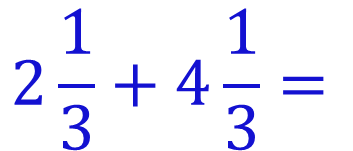 2 1/3 + 4 1/3 =